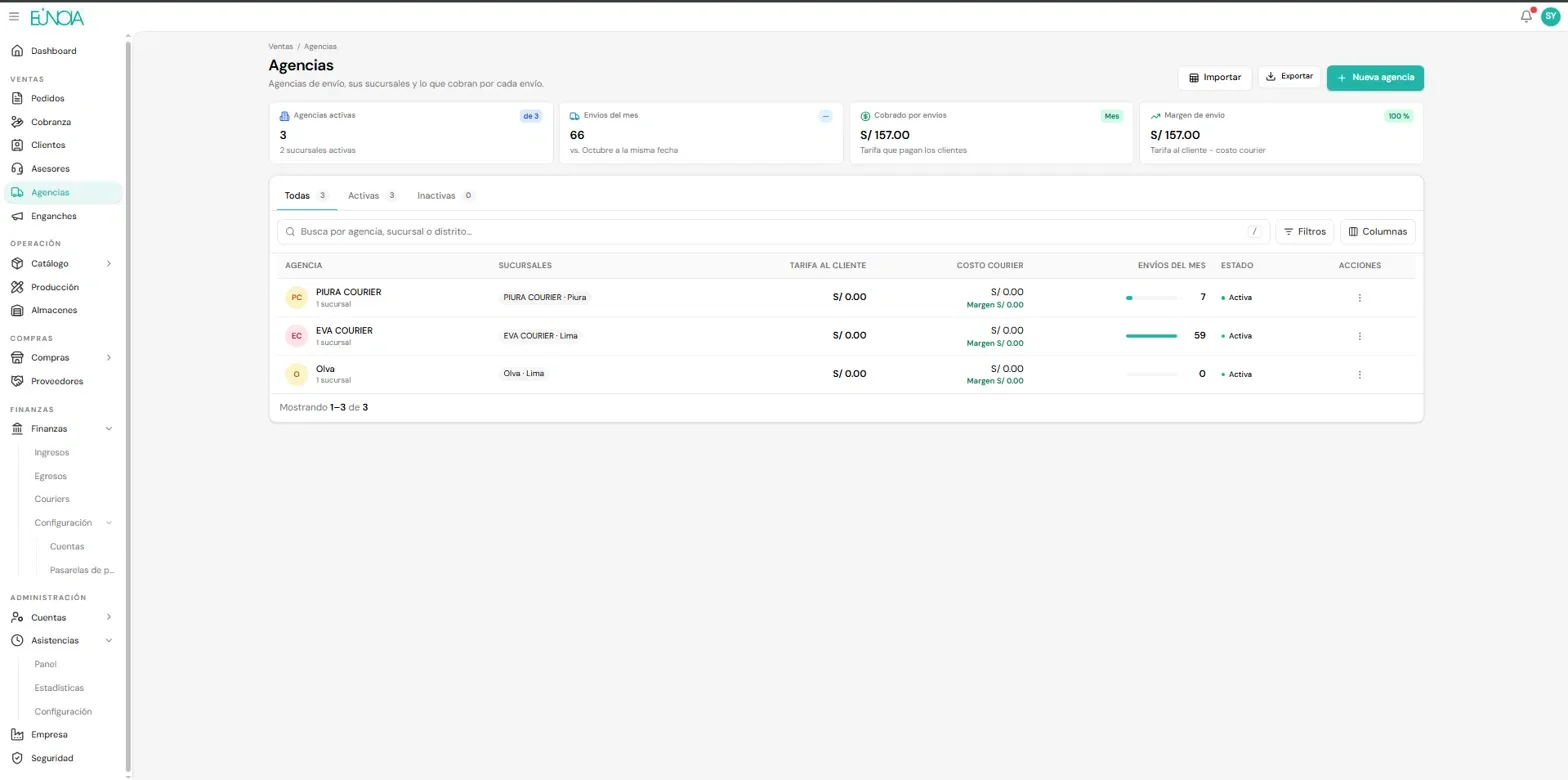 EÜNOIA
SY
Dashboard
VENTAS
Pedidos
Cobranza
Clientes
Asesores
Agencias
Enganches
OPERACIÓN
Catálogo
Producción
Almacenes
COMPRAS
Compras
Proveedores
FINANZAS
Finanzas
Ingresos
Egresos
Couriers
Configuración
Cuentas
Pasarelas de p...
ADMINISTRACIÓN
Cuentas
Asistencias
Panel
Estadísticas
Configuración
Empresa
Seguridad
Ventas / Agencias
Agencias
Agencias de envío, sus sucursales y lo que cobran por cada envío.
Importar
Exportar
+ Nueva agencia
Agencias activas de 3
3
2 sucursales activas
Envíos del mes —
66
vs. Octubre a la misma fecha
Cobrado por envíos Mes
S/ 157.00
Tarifa que pagan los clientes
Margen de envío 100 %
S/ 157.00
Tarifa al cliente − costo courier
Todas 3 Activas 3 Inactivas 0
Busca por agencia, sucursal o distrito... /
Filtros
Columnas
AGENCIA SUCURSALES TARIFA AL CLIENTE COSTO COURIER ENVÍOS DEL MES ESTADO ACCIONES
PC PIURA COURIER PIURA COURIER · Piura S/ 0.00 S/ 0.00 7 Activa
1 sucursal Margen S/ 0.00
EC EVA COURIER EVA COURIER · Lima S/ 0.00 S/ 0.00 59 Activa
1 sucursal Margen S/ 0.00
O Olva Olva · Lima S/ 0.00 S/ 0.00 0 Activa
1 sucursal Margen S/ 0.00
Mostrando 1–3 de 3